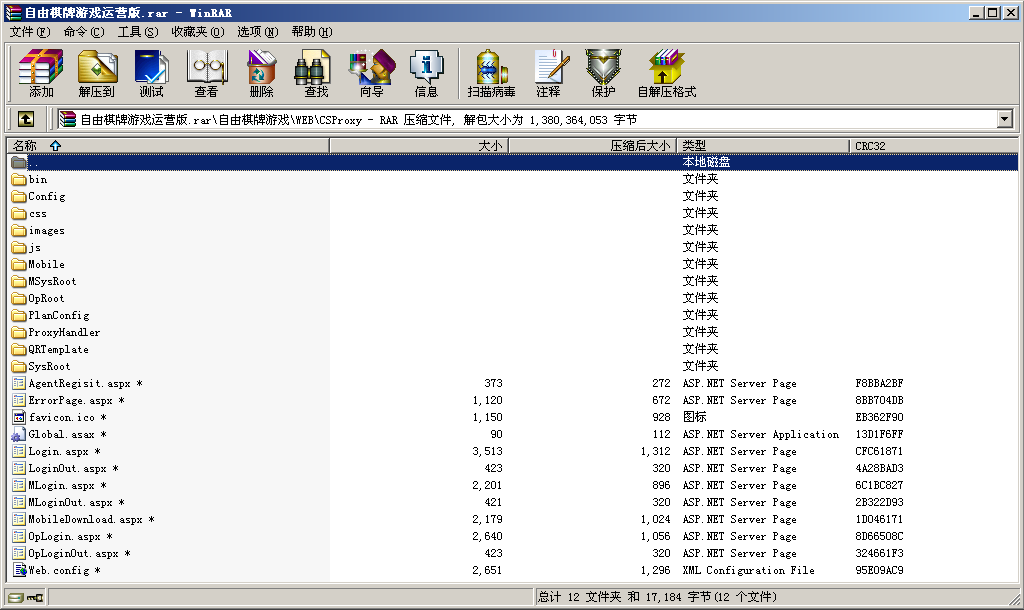 自由棋牌游戏运营版.rar - WinRAR
文件(F) 命令(C) 工具(S) 收藏夹(O) 选项(N) 帮助(H)
添加 解压到 测试 查看 删除 查找 向导 信息 扫描病毒 注释 保护 自解压格式
自由棋牌游戏运营版.rar\自由棋牌游戏\WEB\CSProxy - RAR 压缩文件, 解包大小为 1,380,364,053 字节
名称 大小 压缩后大小 类型 CRC32
.. 本地磁盘
bin 文件夹
Config 文件夹
css 文件夹
images 文件夹
js 文件夹
Mobile 文件夹
MSysRoot 文件夹
OpRoot 文件夹
PlanConfig 文件夹
ProxyHandler 文件夹
QRTemplate 文件夹
SysRoot 文件夹
AgentRegisit.aspx * 373 272 ASP.NET Server Page F8BBA2BF
ErrorPage.aspx * 1,120 672 ASP.NET Server Page 8BB704DB
favicon.ico * 1,150 928 图标 EB362F90
Global.asax * 90 112 ASP.NET Server Application 13D1F6FF
Login.aspx * 3,513 1,312 ASP.NET Server Page CFC61871
LoginOut.aspx * 423 320 ASP.NET Server Page 4A28BAD3
MLogin.aspx * 2,201 896 ASP.NET Server Page 6C1BC827
MLoginOut.aspx * 421 320 ASP.NET Server Page 2B322D93
MobileDownload.aspx * 2,179 1,024 ASP.NET Server Page 1D046171
OpLogin.aspx * 2,640 1,056 ASP.NET Server Page 8D66508C
OpLoginOut.aspx * 423 320 ASP.NET Server Page 324661F3
Web.config * 2,651 1,296 XML Configuration File 95E09AC9
总计 12 文件夹 和 17,184 字节(12 个文件)